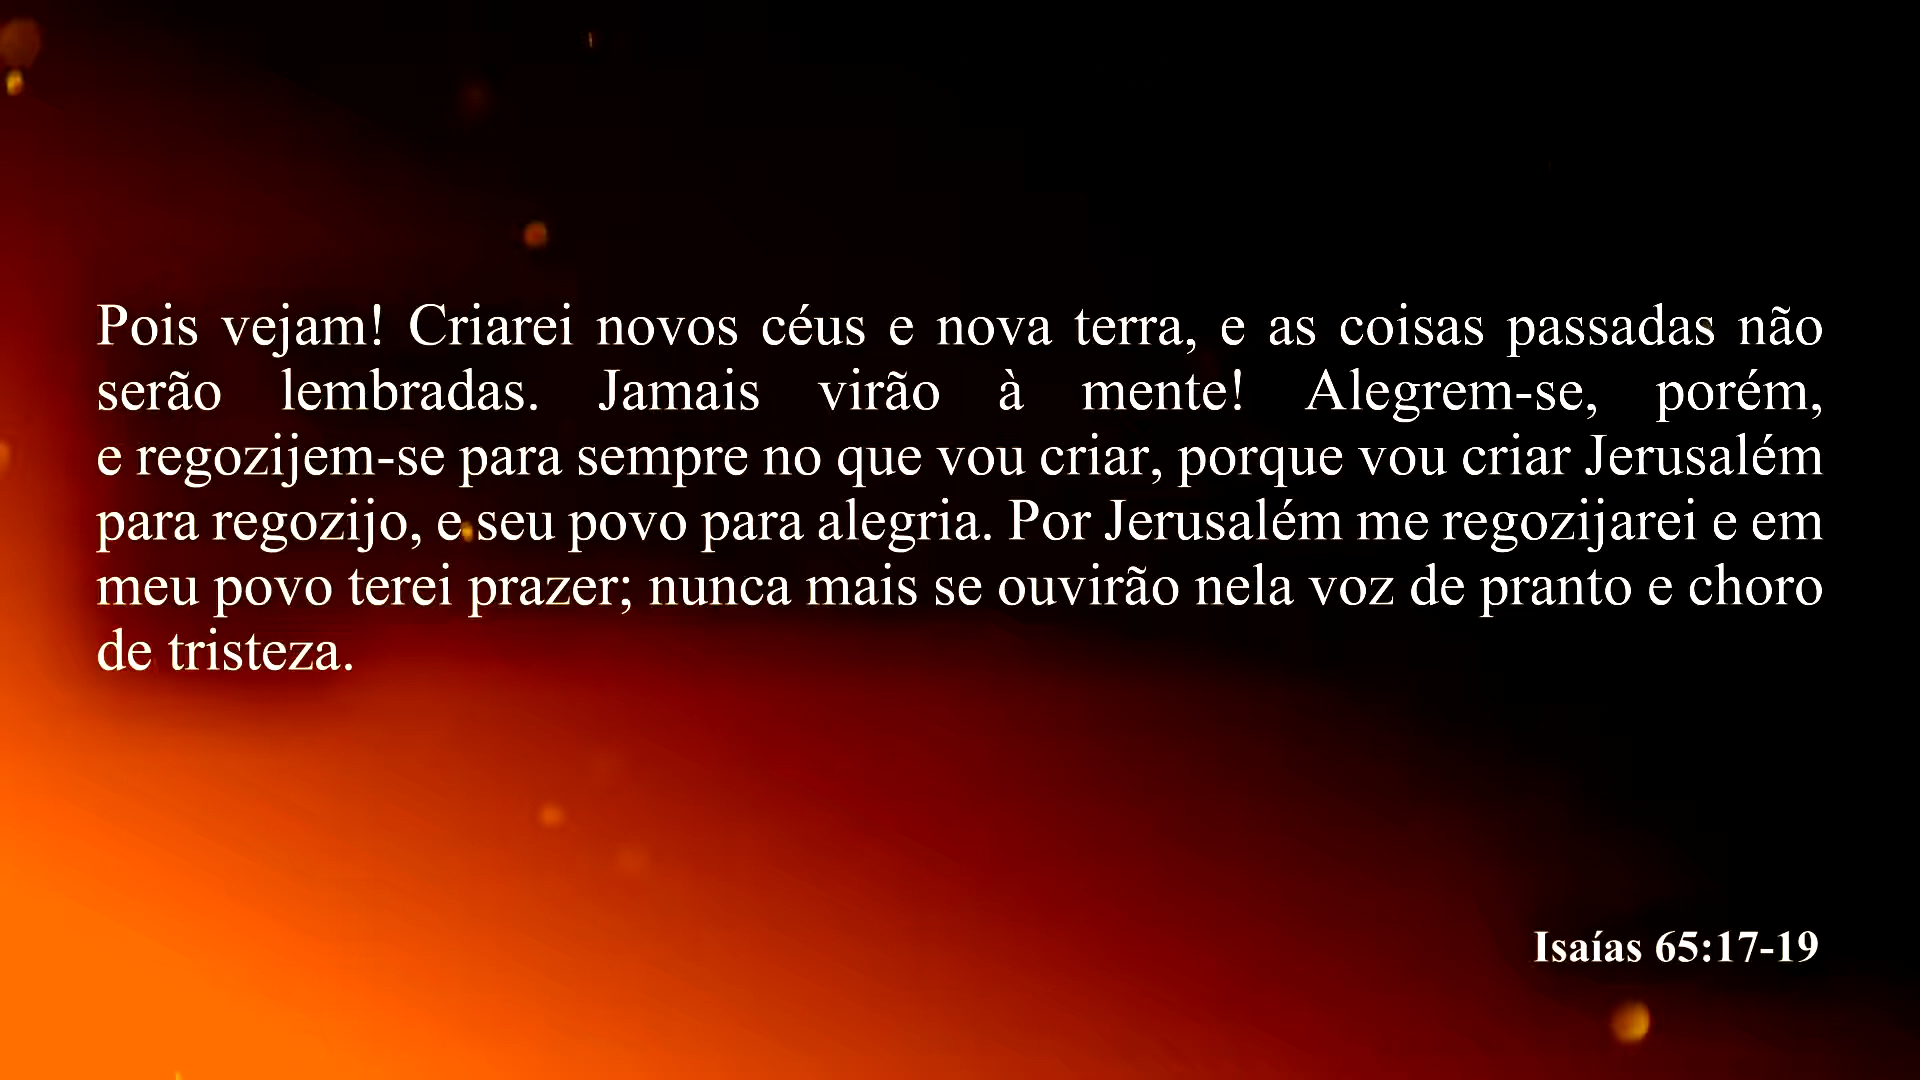 Pois vejam! Criarei novos céus e nova terra, e as coisas passadas não
serão lembradas. Jamais virão à mente! Alegrem-se, porém,
e regozijem-se para sempre no que vou criar, porque vou criar Jerusalém
para regozijo, e seu povo para alegria. Por Jerusalém me regozijarei e em
meu povo terei prazer; nunca mais se ouvirão nela voz de pranto e choro
de tristeza.
Isaías 65:17-19